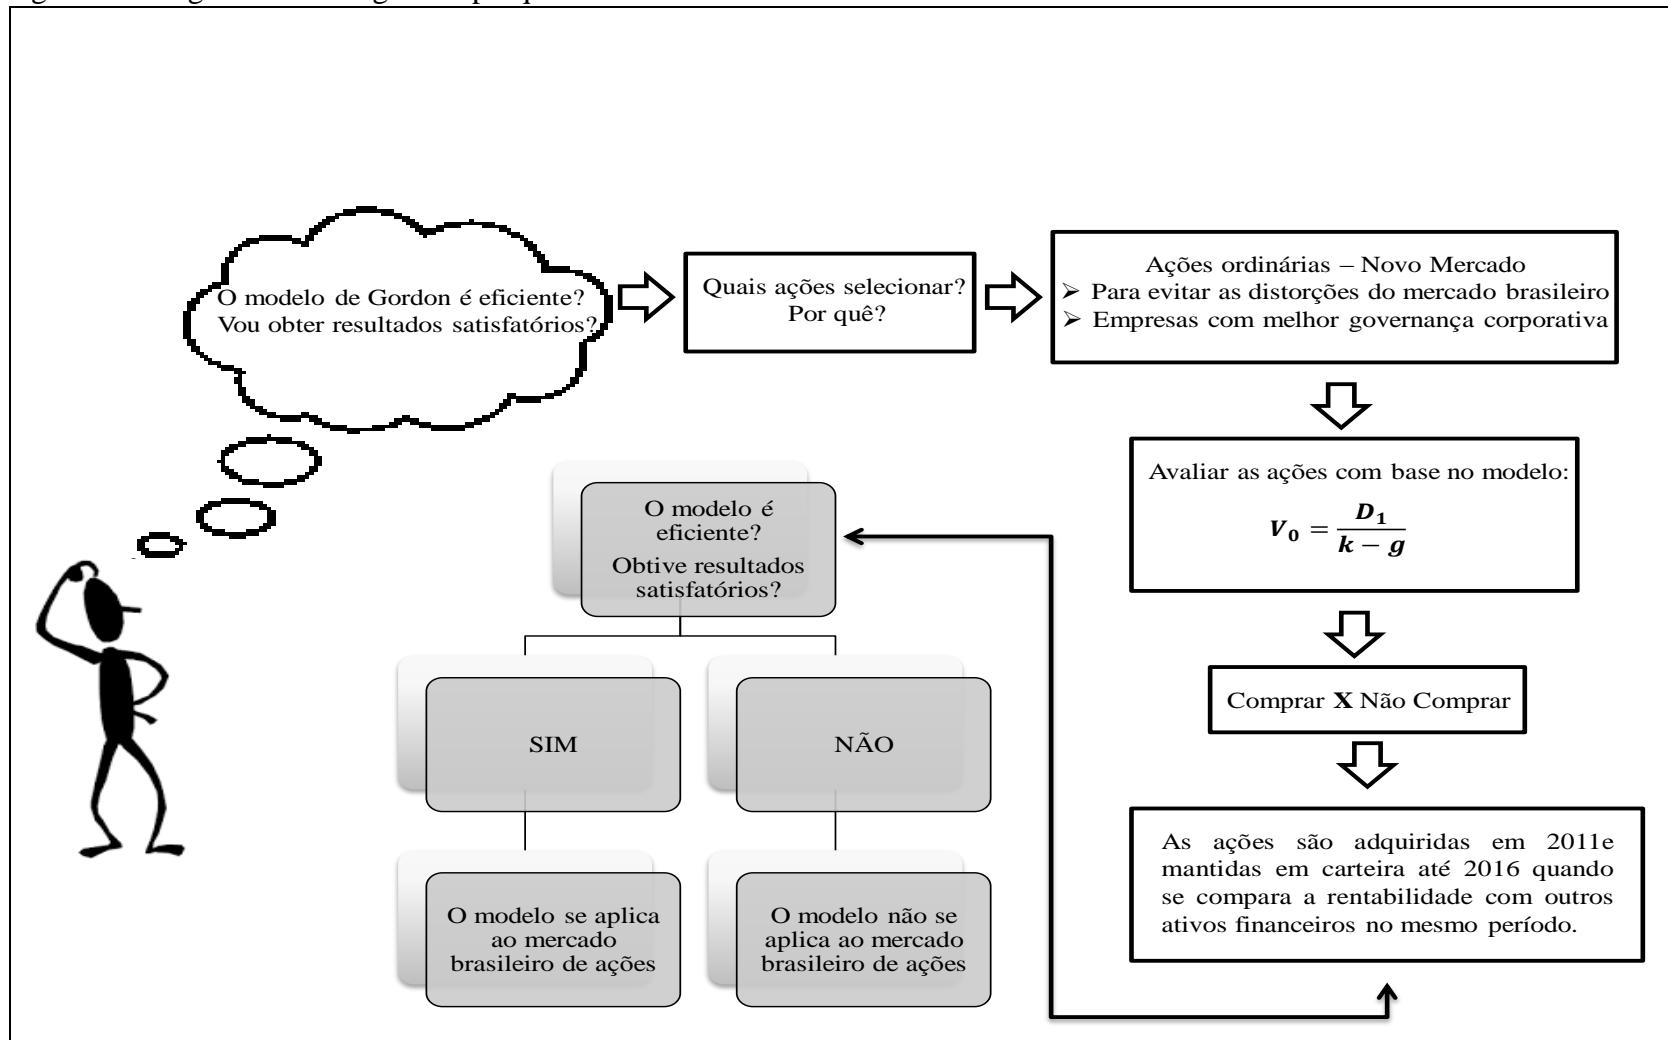 O modelo de Gordon é eficiente?
Vou obter resultados satisfatórios?
Quais ações selecionar?
Por quê?
Ações ordinárias – Novo Mercado
➢ Para evitar as distorções do mercado brasileiro
➢ Empresas com melhor governança corporativa
Avaliar as ações com base no modelo:
V₀ = D₁ / (k − g)
Comprar X Não Comprar
As ações são adquiridas em 2011e
mantidas em carteira até 2016 quando
se compara a rentabilidade com outros
ativos financeiros no mesmo período.
O modelo é
eficiente?
Obtive resultados
satisfatórios?
SIM
NÃO
O modelo se aplica
ao mercado
brasileiro de ações
O modelo não se
aplica ao mercado
brasileiro de ações